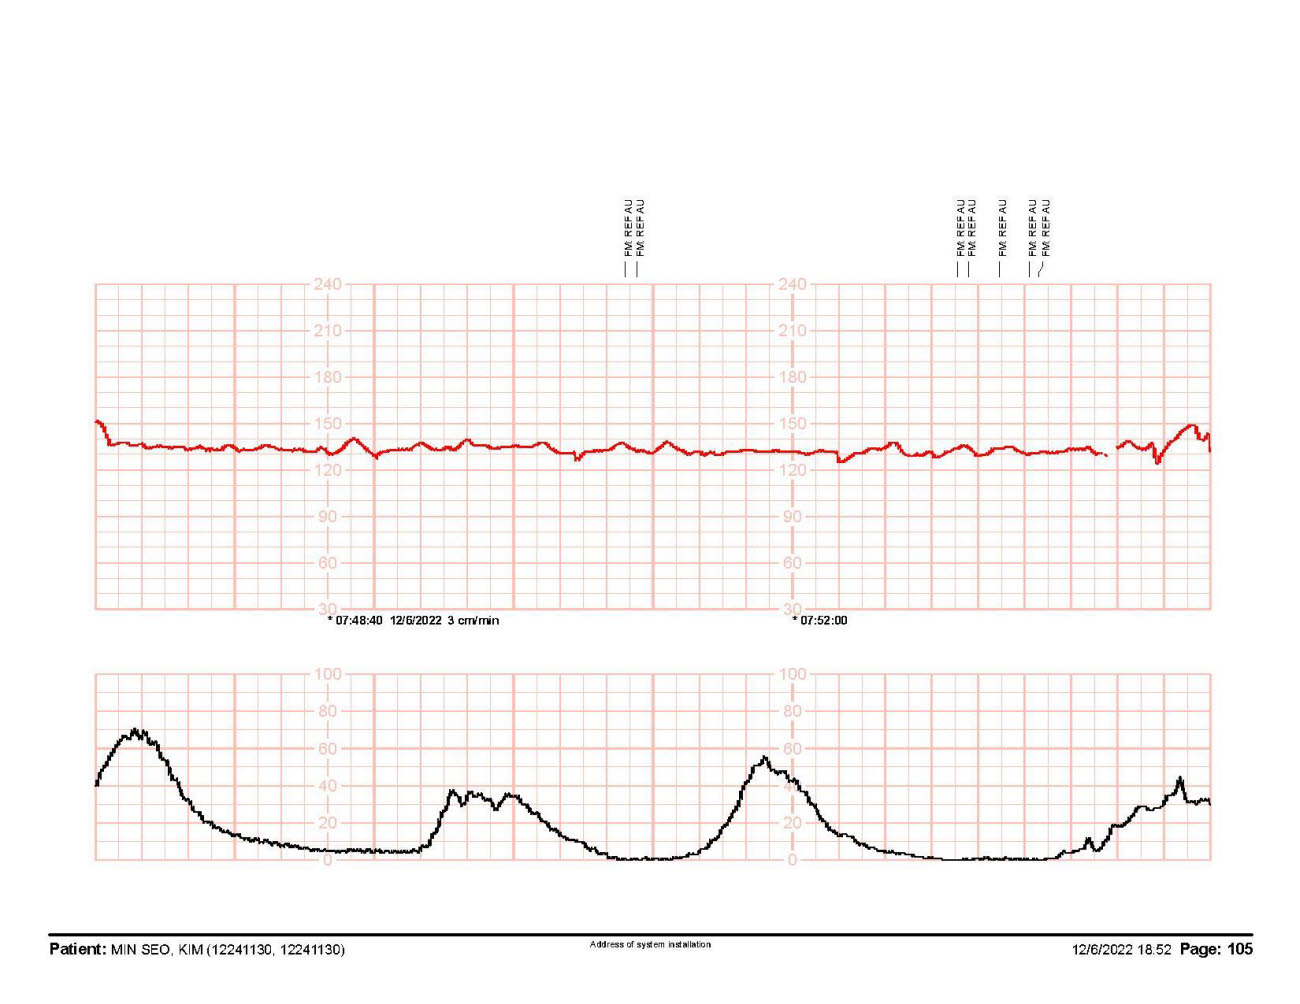 FM: REF AU
FM: REF AU
FM: REF AU
FM: REF AU
FM: REF AU
FM: REF AU
FM: REF AU
240 240
210 210
180 180
150 150
120 120
90 90
60 60
30 30
* 07:48:40 12/6/2022 3 cm/min * 07:52:00
100 100
80 80
60 60
40 4
20 20
0 0
Patient: MIN SEO, KIM (12241130, 12241130) Address of system installation 12/6/2022 18:52 Page: 105